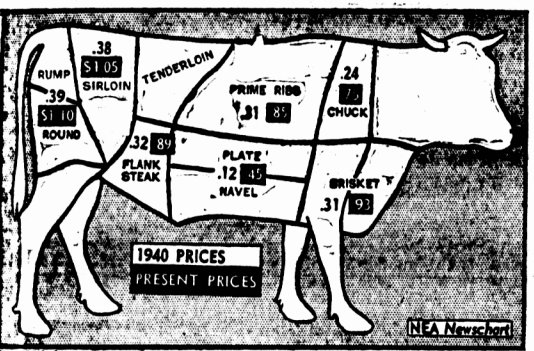 RUMP
.39
$1.10
ROUND
.38
$1.05
SIRLOIN
TENDERLOIN
PRIME RIBS
.31 85
.24
CHUCK
.32 89
FLANK
STEAK
PLATE
.12 45
NAVEL
BRISKET
.31 93
1940 PRICES
PRESENT PRICES
NEA Newschart